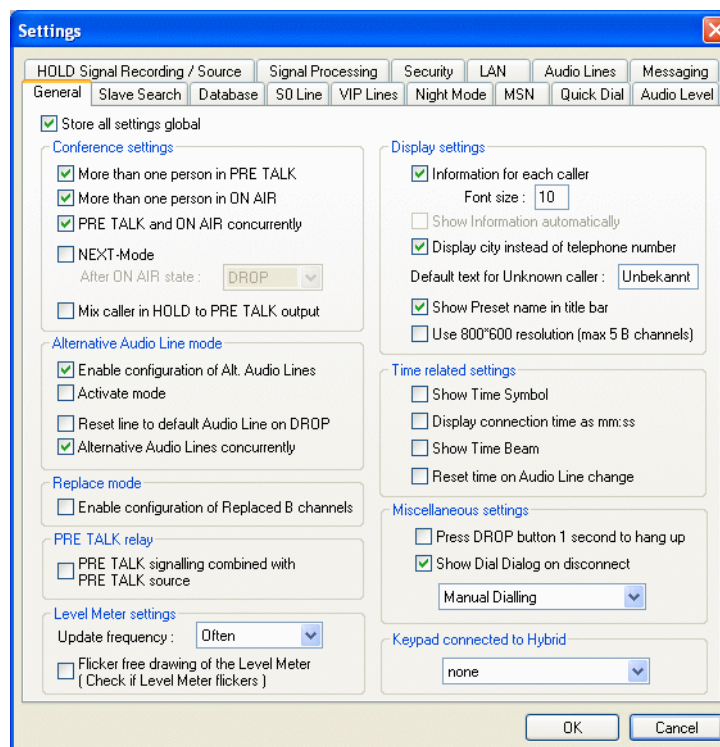 Settings
HOLD Signal Recording / Source
Signal Processing
Security
LAN
Audio Lines
Messaging
General
Slave Search
Database
S0 Line
VIP Lines
Night Mode
MSN
Quick Dial
Audio Level
Store all settings global
Conference settings
More than one person in PRE TALK
More than one person in ON AIR
PRE TALK and ON AIR concurrently
NEXT-Mode
After ON AIR state : DROP
Mix caller in HOLD to PRE TALK output
Alternative Audio Line mode
Enable configuration of Alt. Audio Lines
Activate mode
Reset line to default Audio Line on DROP
Alternative Audio Lines concurrently
Replace mode
Enable configuration of Replaced B channels
PRE TALK relay
PRE TALK signalling combined with
PRE TALK source
Level Meter settings
Update frequency : Often
Flicker free drawing of the Level Meter
( Check if Level Meter flickers )
Display settings
Information for each caller
Font size : 10
Show Information automatically
Display city instead of telephone number
Default text for Unknown caller : Unbekannt
Show Preset name in title bar
Use 800*600 resolution (max 5 B channels)
Time related settings
Show Time Symbol
Display connection time as mm:ss
Show Time Beam
Reset time on Audio Line change
Miscellaneous settings
Press DROP button 1 second to hang up
Show Dial Dialog on disconnect
Manual Dialling
Keypad connected to Hybrid
none
OK
Cancel